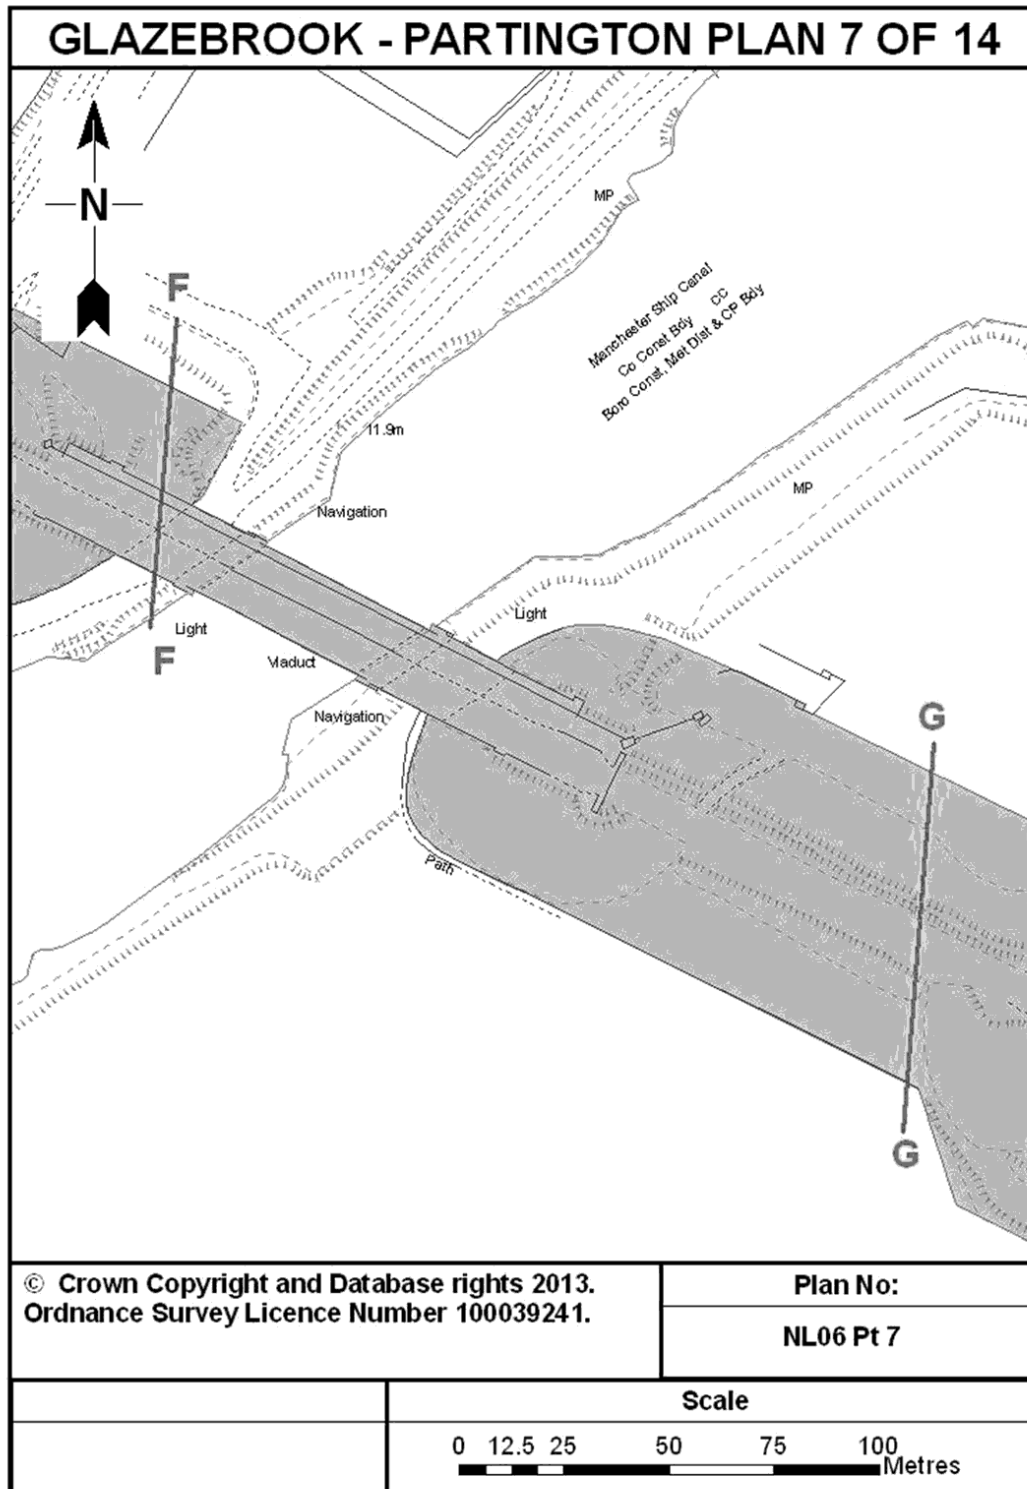 GLAZEBROOK - PARTINGTON PLAN 7 OF 14
N
MP
Manchester Ship Canal
Co Const Bdy CC
Boro Const, Met Dist & CP Bdy
F
11.9m
MP
Navigation
Light
Light
F
Viaduct
Navigation
G
Path
G
© Crown Copyright and Database rights 2013.
Ordnance Survey Licence Number 100039241.
Plan No:
NL06 Pt 7
Scale
0 12.5 25 50 75 100
Metres